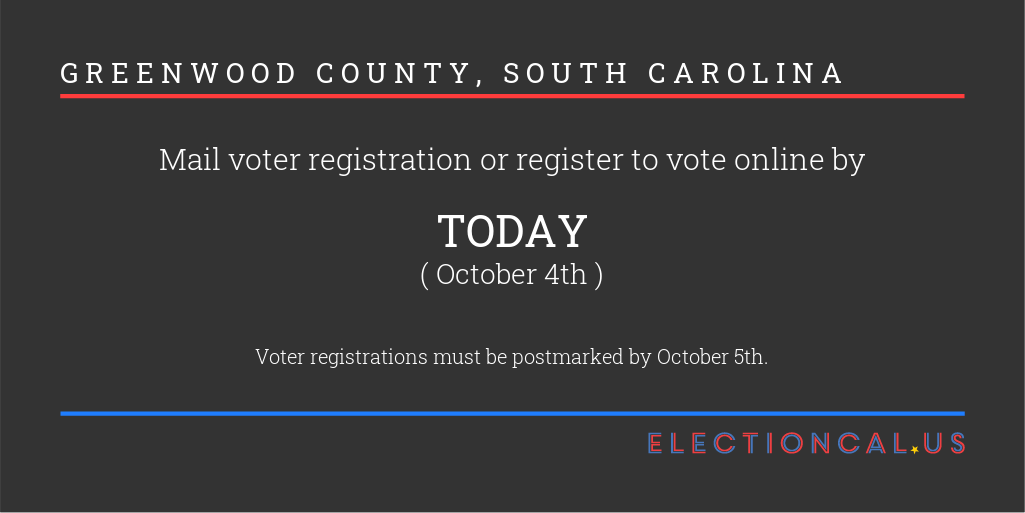 GREENWOOD COUNTY, SOUTH CAROLINA
Mail voter registration or register to vote online by
TODAY
( October 4th )
Voter registrations must be postmarked by October 5th.
ELECTIONCAL.US